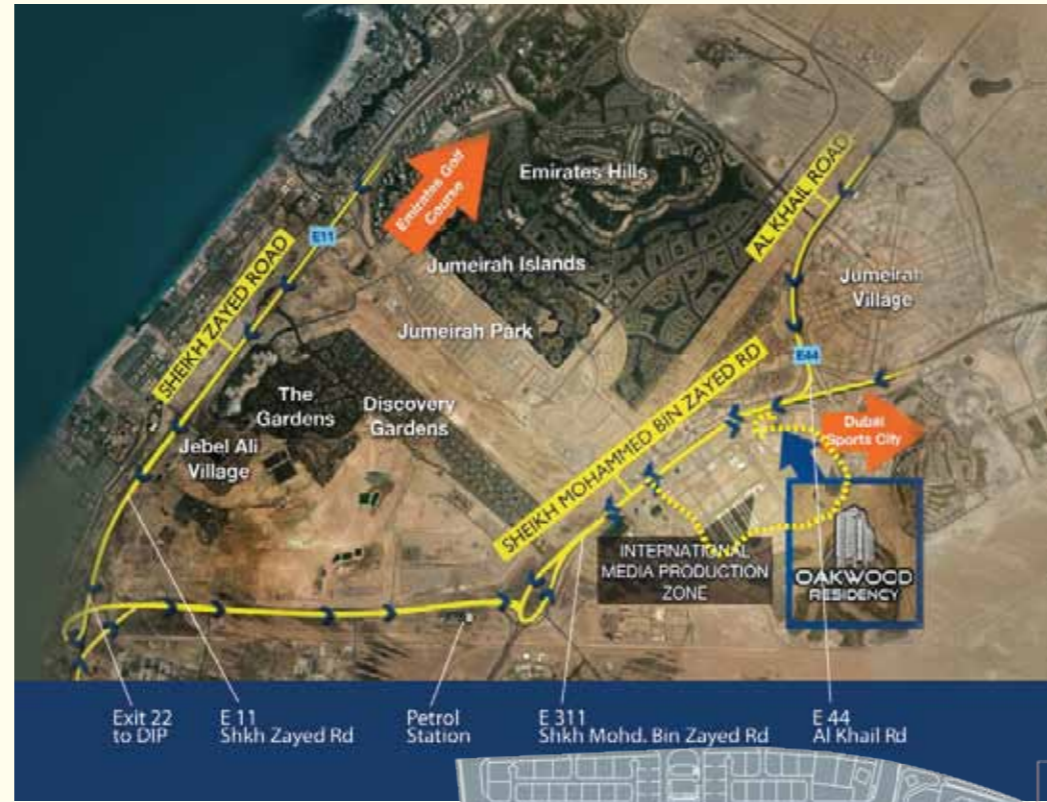 Emirates Golf
Course
Emirates Hills
AL KHAIL ROAD
E11
SHEIKH ZAYED ROAD
Jumeirah Islands
Jumeirah
Village
Jumeirah Park
E44
SHEIKH MOHAMMED BIN ZAYED RD
The
Gardens
Discovery
Gardens
Jebel Ali
Village
Dubai
Sports City
INTERNATIONAL
MEDIA PRODUCTION
ZONE
OAKWOOD
RESIDENCY
Exit 22
to DIP
E 11
Shkh Zayed Rd
Petrol
Station
E 311
Shkh Mohd. Bin Zayed Rd
E 44
Al Khail Rd